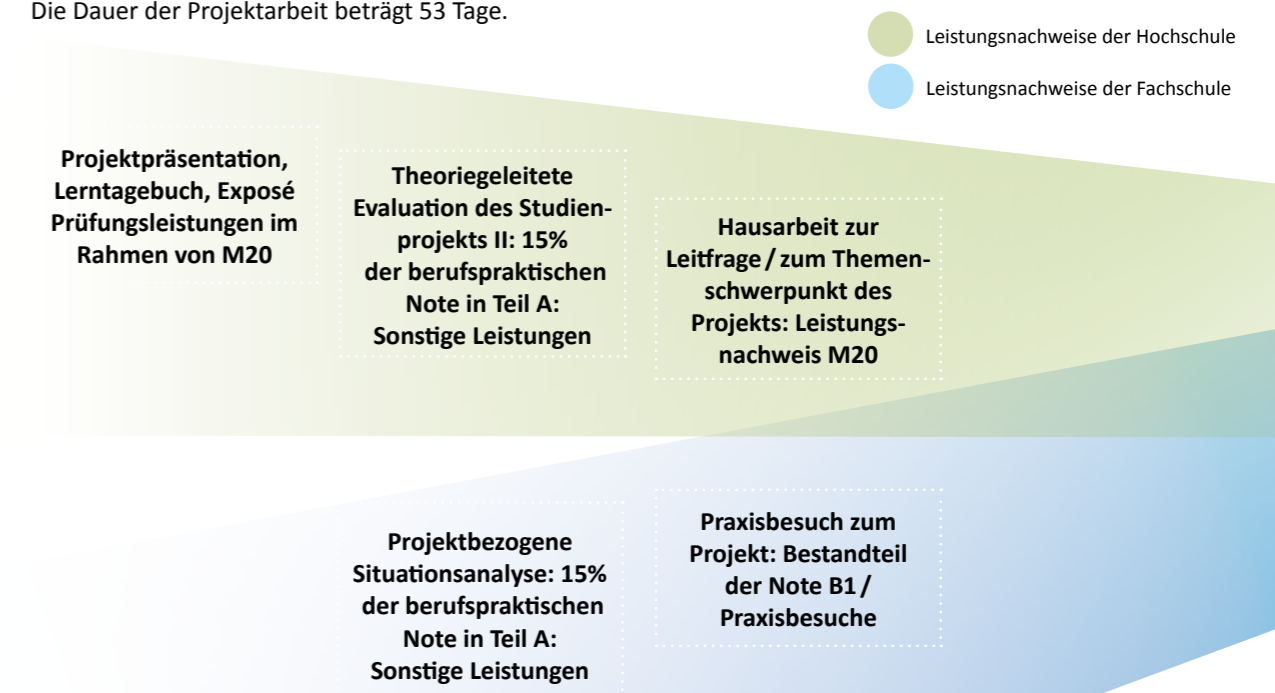 Die Dauer der Projektarbeit beträgt 53 Tage.
Leistungsnachweise der Hochschule
Leistungsnachweise der Fachschule
Projektpräsentation,
Lerntagebuch, Exposé
Prüfungsleistungen im
Rahmen von M20
Theoriegeleitete
Evaluation des Studien-
projekts II: 15%
der berufspraktischen
Note in Teil A:
Sonstige Leistungen
Hausarbeit zur
Leitfrage / zum Themen-
schwerpunkt des
Projekts: Leistungs-
nachweis M20
Projektbezogene
Situationsanalyse: 15%
der berufspraktischen
Note in Teil A:
Sonstige Leistungen
Praxisbesuch zum
Projekt: Bestandteil
der Note B1 /
Praxisbesuche